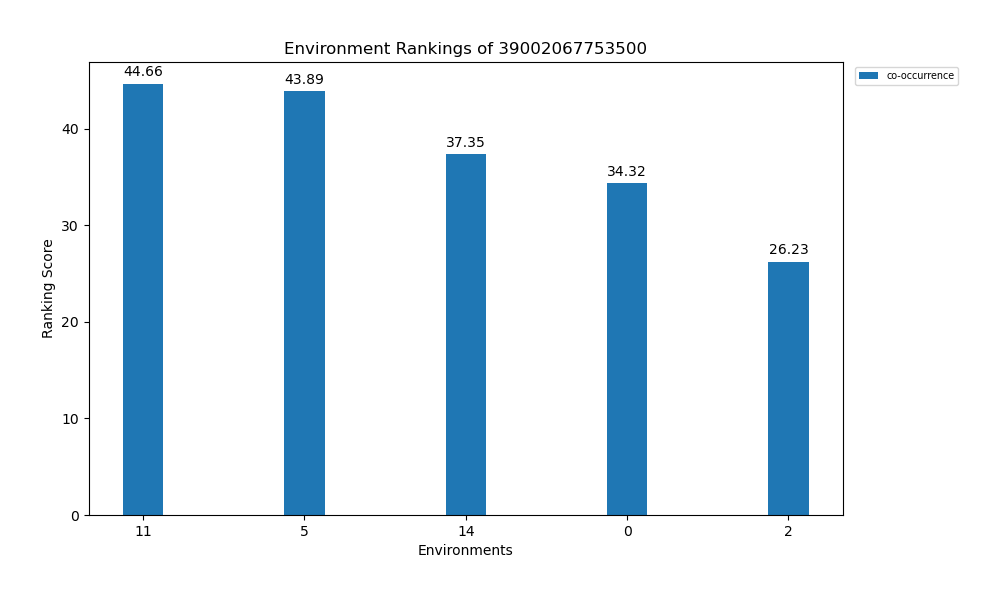 Environment Rankings of 39002067753500
co-occurrence
44.66
43.89
37.35
34.32
26.23
Ranking Score
40
30
20
10
0
11 5 14 0 2
Environments